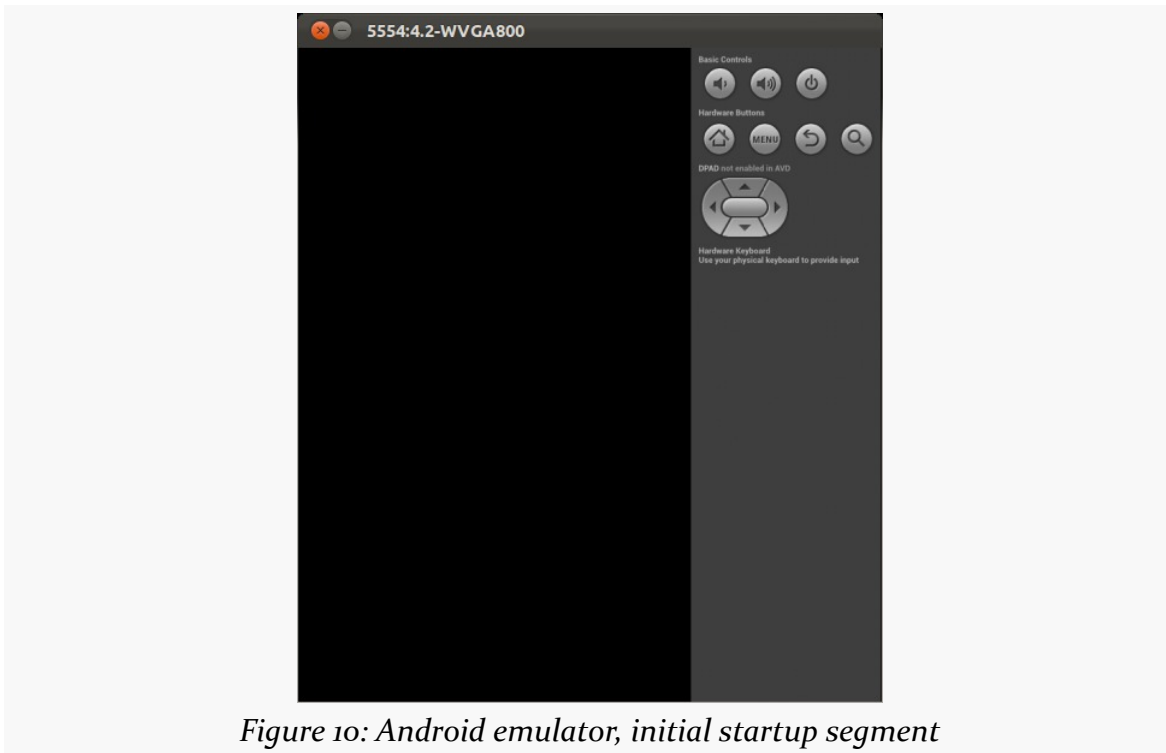 5554:4.2-WVGA800
Basic Controls
Hardware Buttons
MENU
DPAD not enabled in AVD
Hardware Keyboard
Use your physical keyboard to provide input
Figure 10: Android emulator, initial startup segment